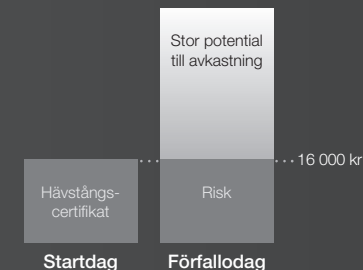 Stor potential
till avkastning
16 000 kr
Hävstångs-
certifikat
Risk
Startdag
Förfallodag